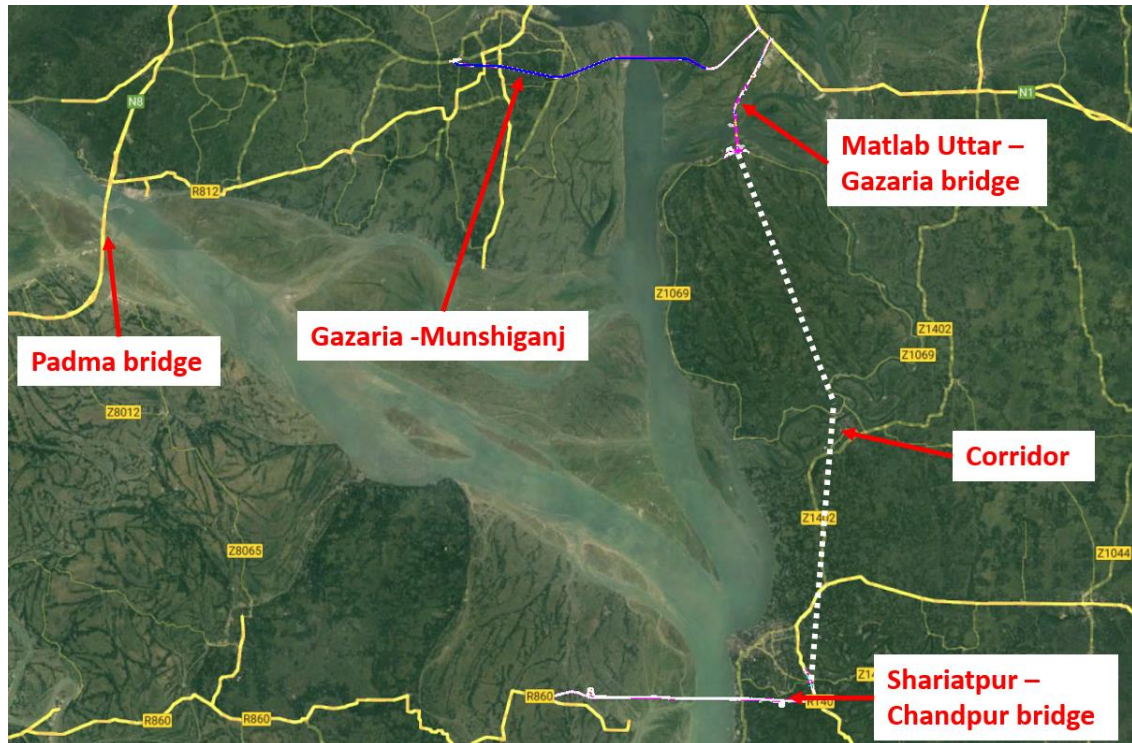 N8
N1
Matlab Uttar –
Gazaria bridge
R812
Z1069
Gazaria -Munshiganj
Padma bridge
Z1402
Z1069
Z8012
Corridor
Z1402
Z8065
Z1044
Shariatpur –
Chandpur bridge
R860
R860
R860
R140